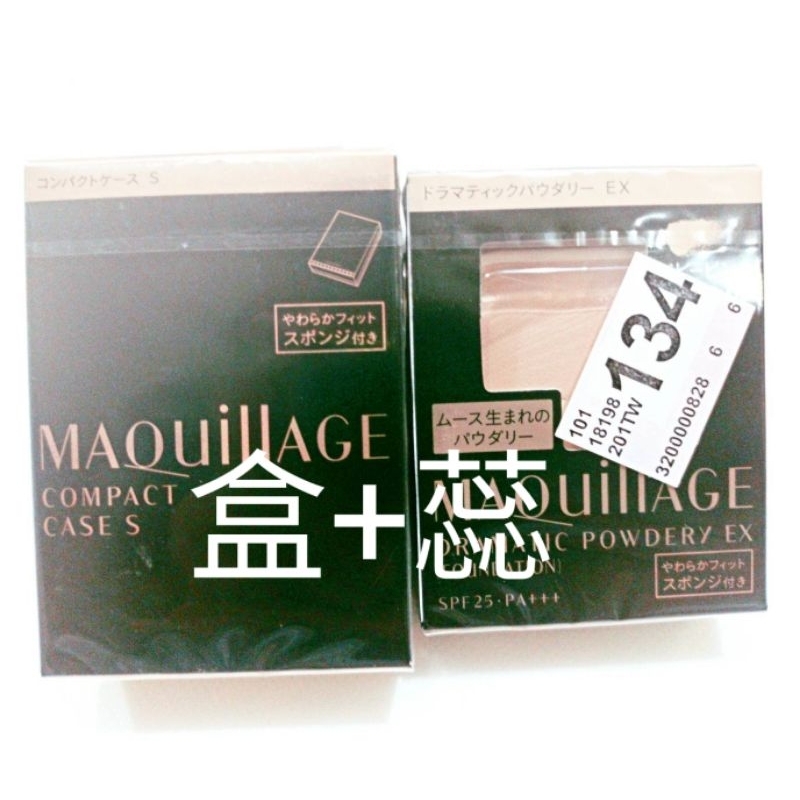 コンパクトケース S
やわらかフィット
スポンジ付き
MAQuillAGE
COMPACT
CASE S
盒+蕊
ドラマティックパウダリー EX
134
101
18198
201TW
3200000828 6 6
ムース生まれの
パウダリー
MAQuillAGE
DRAMATIC POWDERY EX
(FOUNDATION)
やわらかフィット
スポンジ付き
SPF25・PA+++